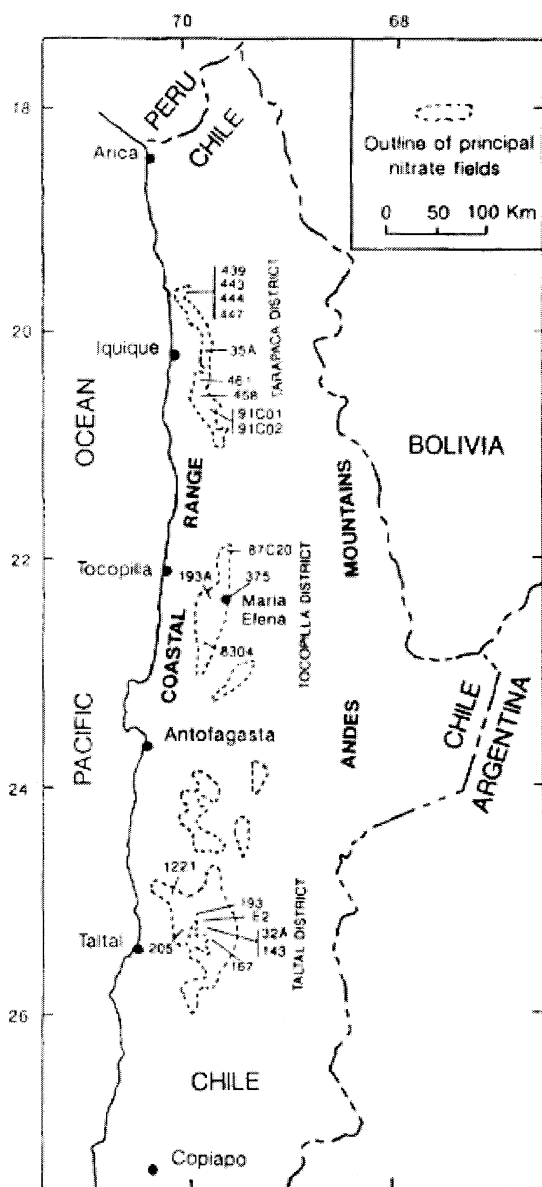 70 68
18
20
22
24
26
PERU
CHILE
Arica
Outline of principal
nitrate fields
0 50 100 Km
439
443
444
447
TARAPACA DISTRICT
Iquique
35A
461
458
91C01
91C02
PACIFIC OCEAN
COASTAL RANGE
ANDES MOUNTAINS
BOLIVIA
87C20
Tocopilla
193A
375
Maria
Elena
TOCOPILLA DISTRICT
8304
CHILE
ARGENTINA
Antofagasta
1221
193
E2
32A
143
Taltal
205
167
TALTAL DISTRICT
CHILE
Copiapo